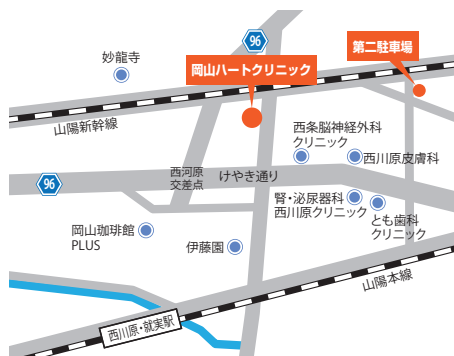 96
第二駐車場
妙龍寺
岡山ハートクリニック
山陽新幹線
西条脳神経外科
クリニック
西川原皮膚科
西河原
交差点
けやき通り
96
腎・泌尿器科
西川原クリニック
とも歯科
クリニック
岡山珈琲館
PLUS
伊藤園
山陽本線
西川原・就実駅